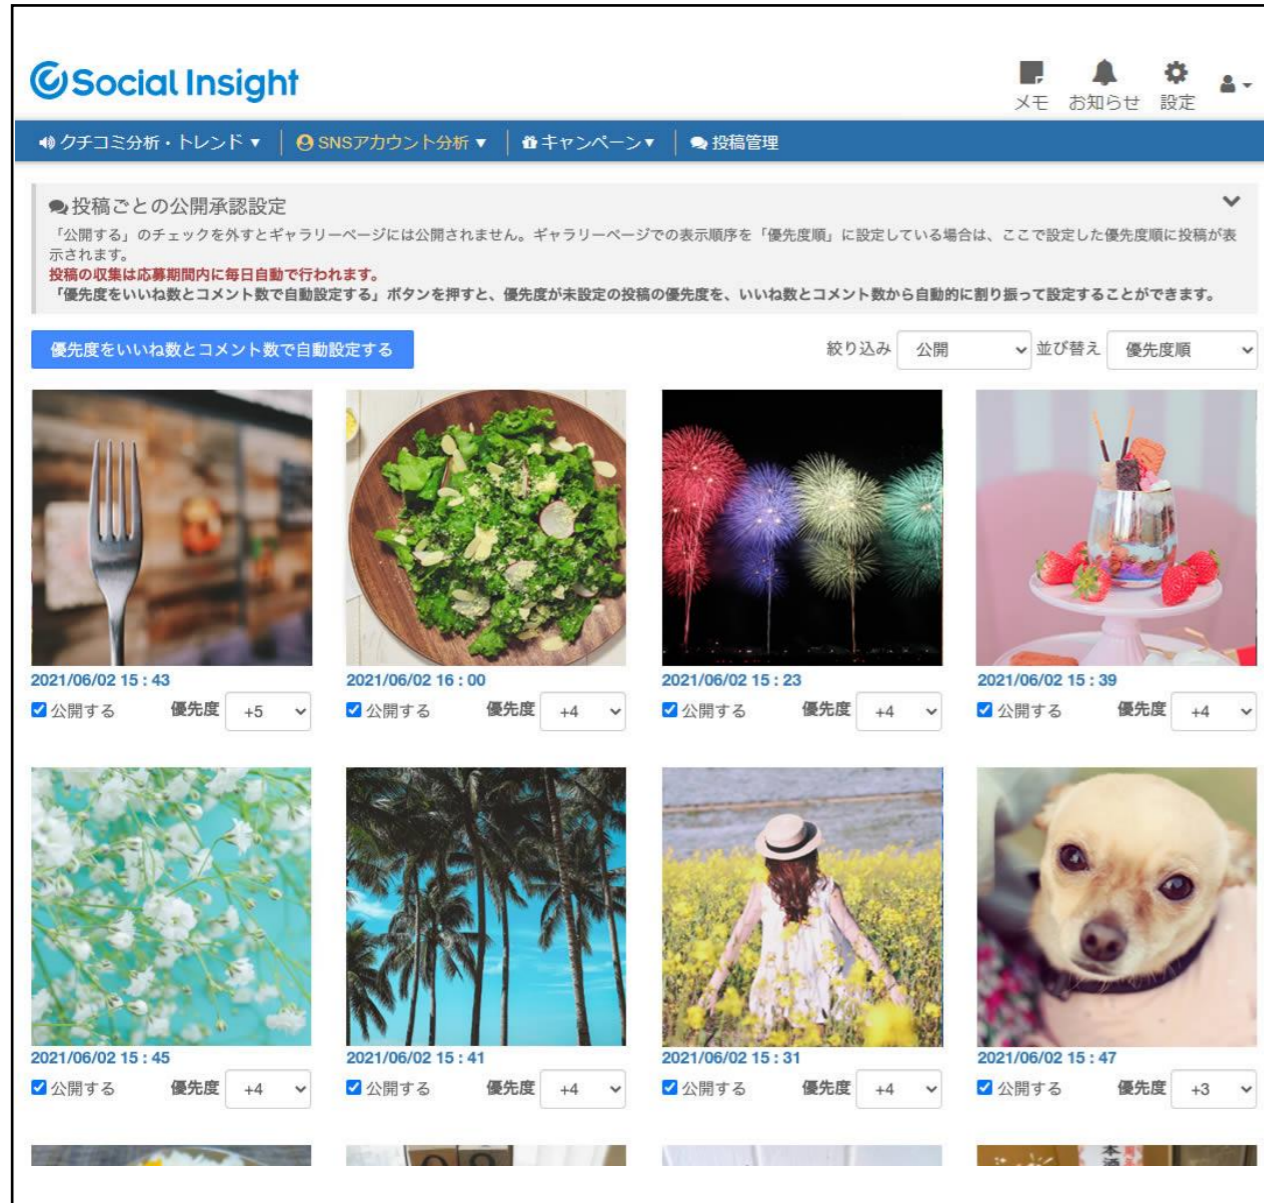 Social Insight
メモ お知らせ 設定
クチコミ分析・トレンド▼ SNSアカウント分析▼ キャンペーン▼ 投稿管理
投稿ごとの公開承認設定
「公開する」のチェックを外すとギャラリーページには公開されません。ギャラリーページでの表示順序を「優先度順」に設定している場合は、ここで設定した優先度順に投稿が表
示されます。
投稿の収集は応募期間内に毎日自動で行われます。
「優先度をいいね数とコメント数で自動設定する」ボタンを押すと、優先度が未設定の投稿の優先度を、いいね数とコメント数から自動的に割り振って設定することができます。
優先度をいいね数とコメント数で自動設定する 絞り込み 公開 並び替え 優先度順
2021/06/02 15 : 43 2021/06/02 16 : 00 2021/06/02 15 : 23 2021/06/02 15 : 39
公開する 優先度 +5 公開する 優先度 +4 公開する 優先度 +4 公開する 優先度 +4
2021/06/02 15 : 45 2021/06/02 15 : 41 2021/06/02 15 : 31 2021/06/02 15 : 47
公開する 優先度 +4 公開する 優先度 +4 公開する 優先度 +4 公開する 優先度 +3